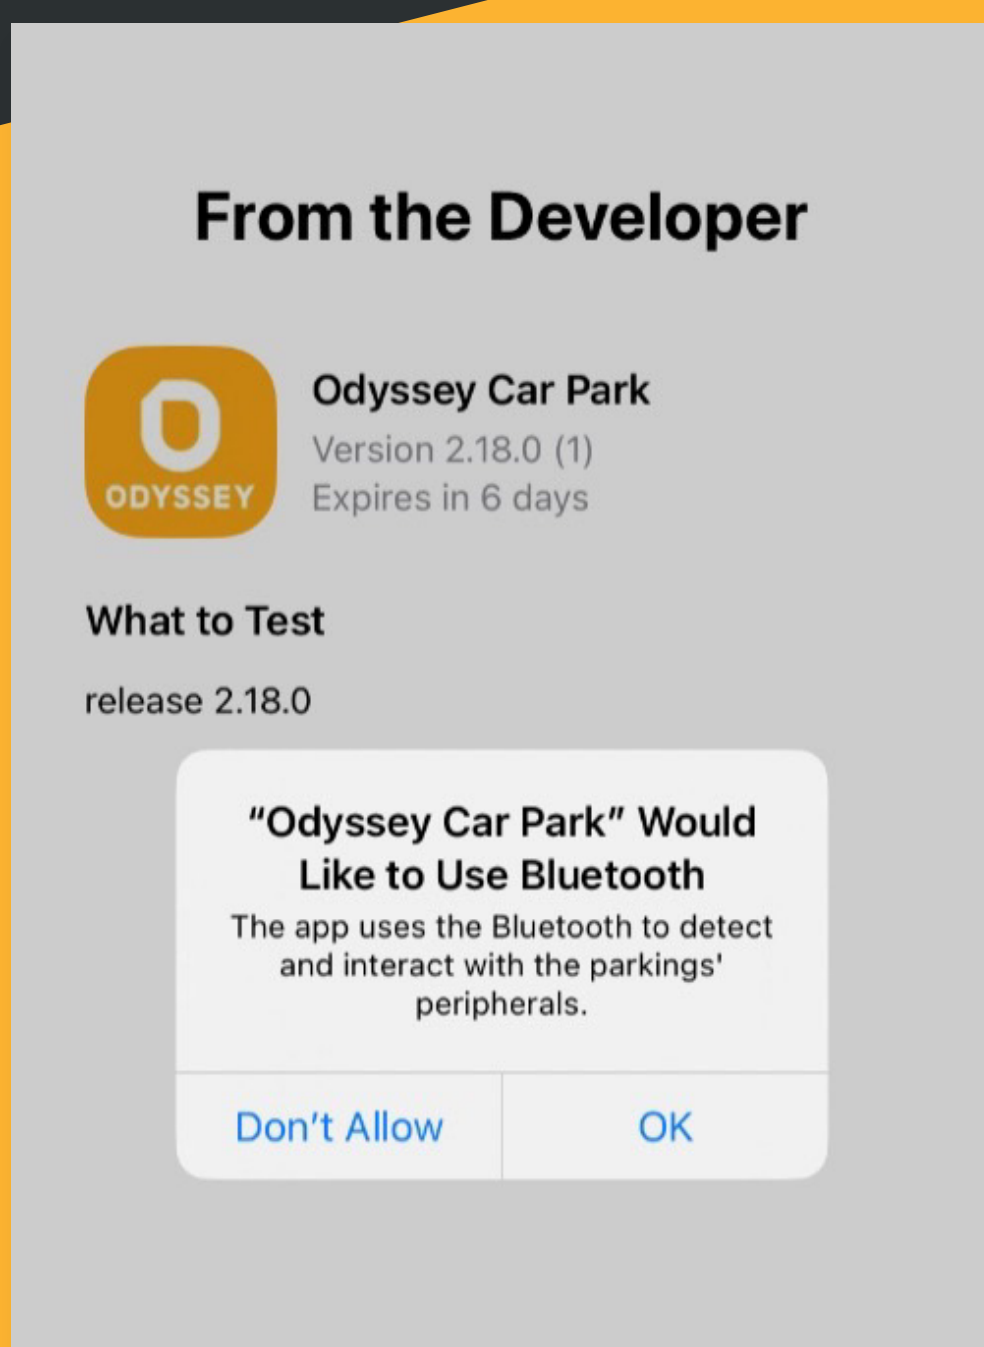 From the Developer
ODYSSEY
Odyssey Car Park
Version 2.18.0 (1)
Expires in 6 days
What to Test
release 2.18.0
“Odyssey Car Park” Would
Like to Use Bluetooth
The app uses the Bluetooth to detect
and interact with the parkings'
peripherals.
Don’t Allow
OK